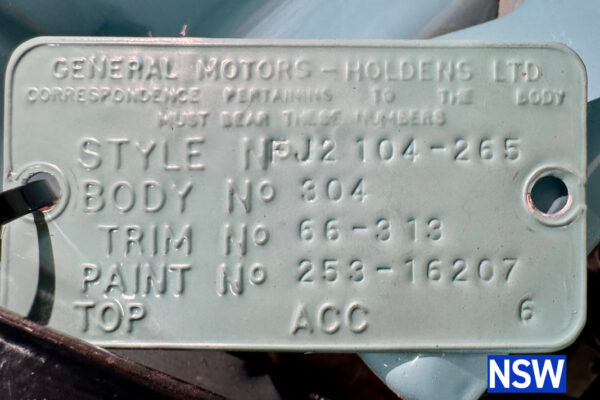 GENERAL MOTORS-HOLDENS LTD
CORRESPONDENCE PERTAINING TO THE BODY
MUST BEAR THESE NUMBERS
STYLE NPJ2 104-265
BODY Nº 304
TRIM Nº 66-313
PAINT Nº 253-16207
TOP ACC 6
NSW